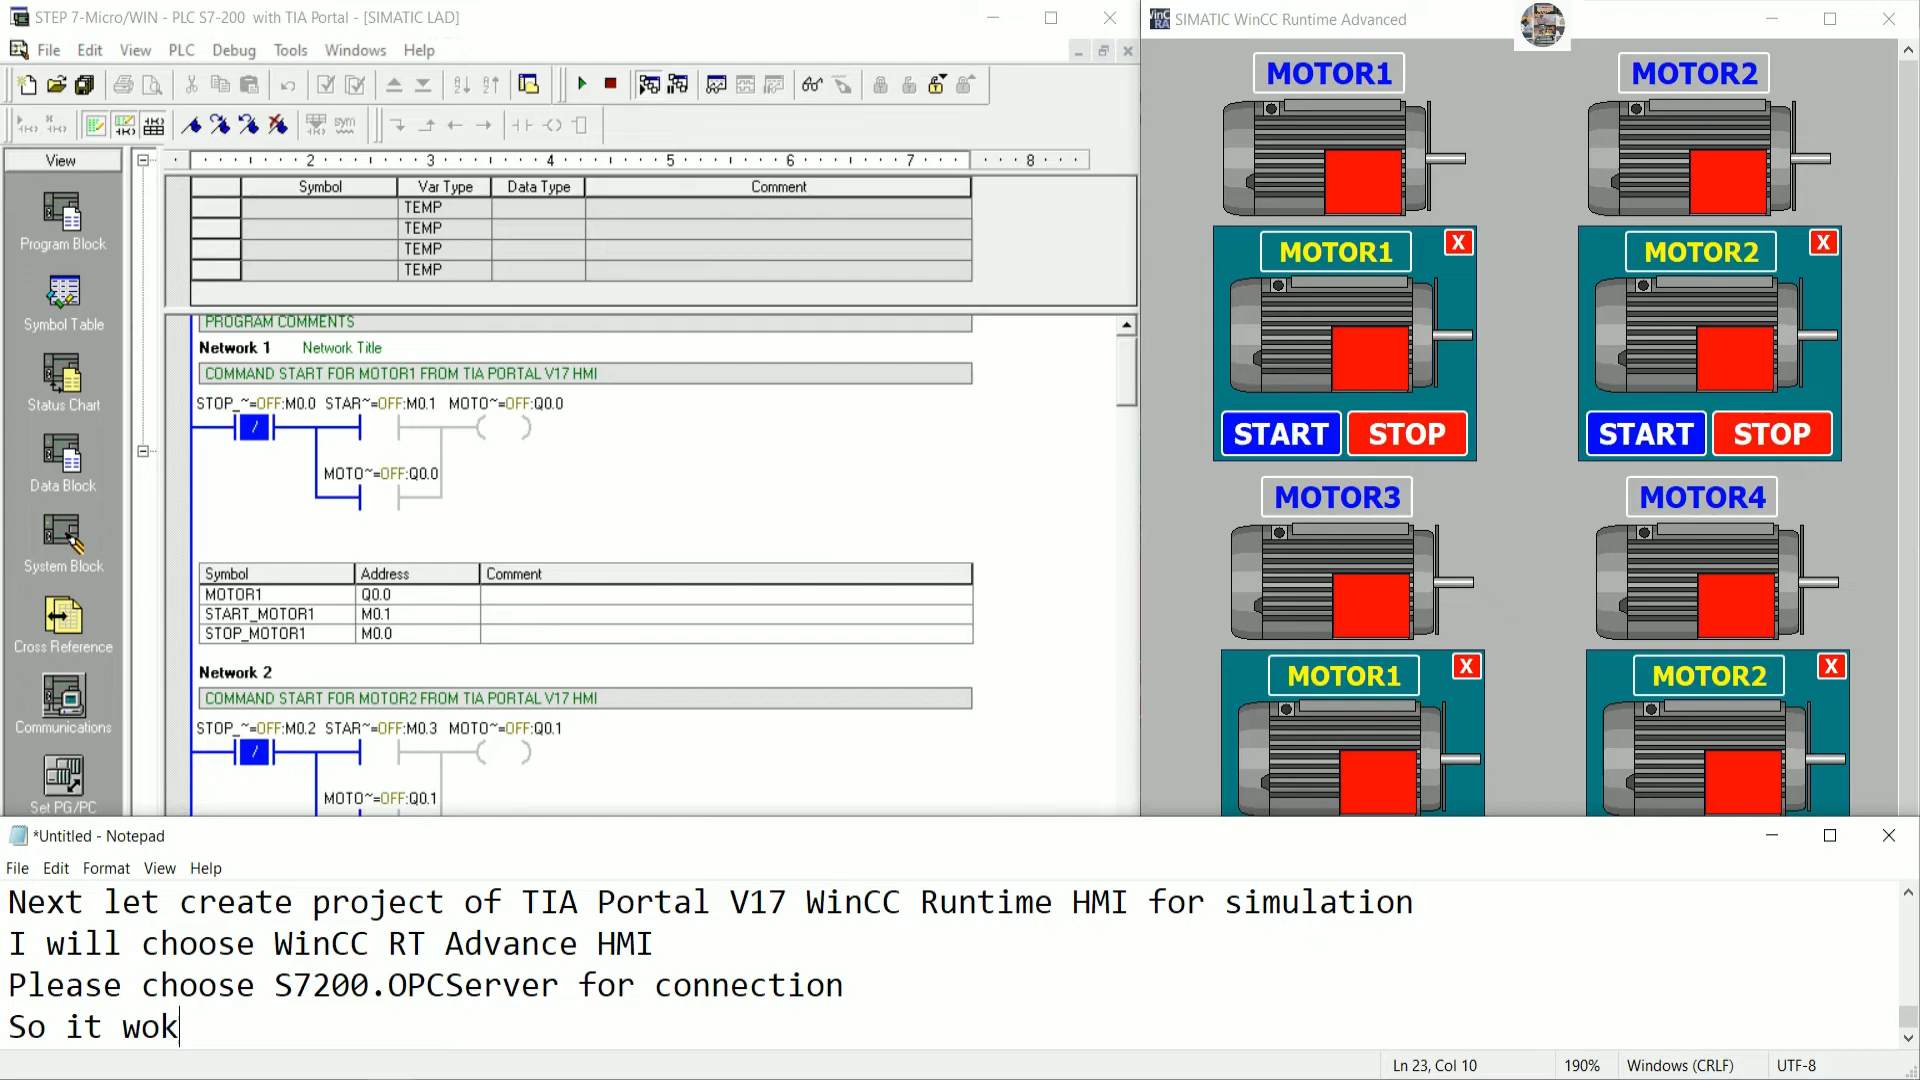 STEP 7-Micro/WIN - PLC S7-200  with TIA Portal - [SIMATIC LAD]
File Edit View PLC Debug Tools Windows Help
View
Program Block
Symbol Table
Status Chart
Data Block
System Block
Cross Reference
Communications
Set PG/PC
2 3 4 5 6 7 8
Symbol Var Type Data Type Comment
TEMP
TEMP
TEMP
TEMP
PROGRAM COMMENTS
Network 1 Network Title
COMMAND START FOR MOTOR1 FROM TIA PORTAL V17 HMI
STOP_~=OFF:M0.0 STAR~=OFF:M0.1 MOTO~=OFF:Q0.0
MOTO~=OFF:Q0.0
Symbol Address Comment
MOTOR1 Q0.0
START_MOTOR1 M0.1
STOP_MOTOR1 M0.0
Network 2
COMMAND START FOR MOTOR2 FROM TIA PORTAL V17 HMI
STOP_~=OFF:M0.2 STAR~=OFF:M0.3 MOTO~=OFF:Q0.1
MOTO~=OFF:Q0.1
SIMATIC WinCC Runtime Advanced
MOTOR1 MOTOR2
MOTOR1 X MOTOR2 X
START STOP START STOP
MOTOR3 MOTOR4
MOTOR1 X MOTOR2 X
*Untitled - Notepad
File Edit Format View Help
Next let create project of TIA Portal V17 WinCC Runtime HMI for simulation
I will choose WinCC RT Advance HMI
Please choose S7200.OPCServer for connection
So it wok
Ln 23, Col 10 190% Windows (CRLF) UTF-8